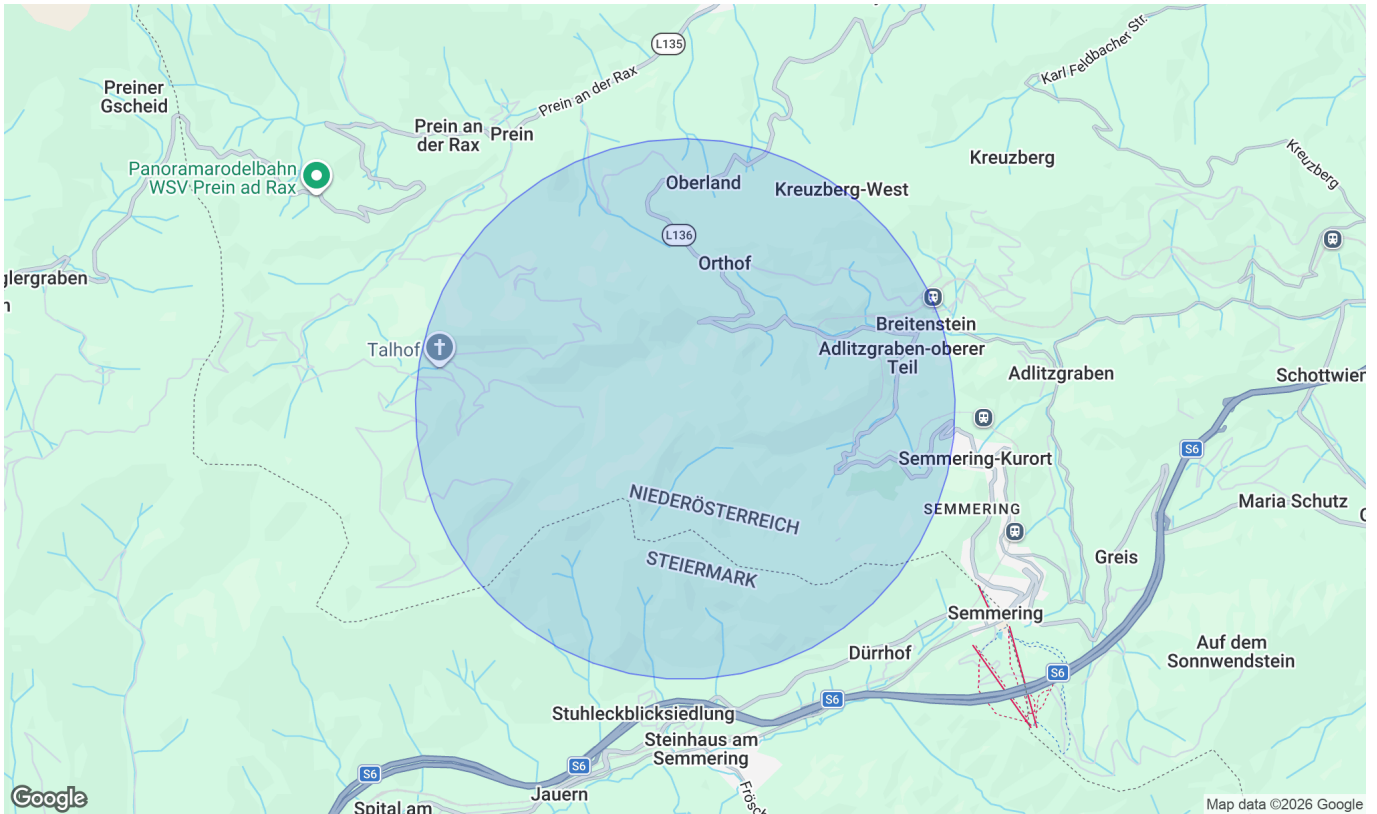 L135
Karl Feldbacher Str.
Preiner
Gscheid
Prein an der Rax
Prein an
der Rax
Prein
Kreuzberg
Kreuzberg
Panoramarodelbahn
WSV Prein ad Rax
Oberland
Kreuzberg-West
L136
Orthof
glergraben
Breitenstein
Talhof
Adlitzgraben-oberer
Teil
Adlitzgraben
Schottwien
S6
Semmering-Kurort
NIEDERÖSTERREICH
SEMMERING
Maria Schutz
STEIERMARK
Greis
Semmering
Dürrhof
Auf dem
Sonnwendstein
S6
S6
Stuhleckblicksiedlung
Steinhaus am
Semmering
S6
S6
Jauern
Frösch
Spital am
Google
Map data ©2026 Google